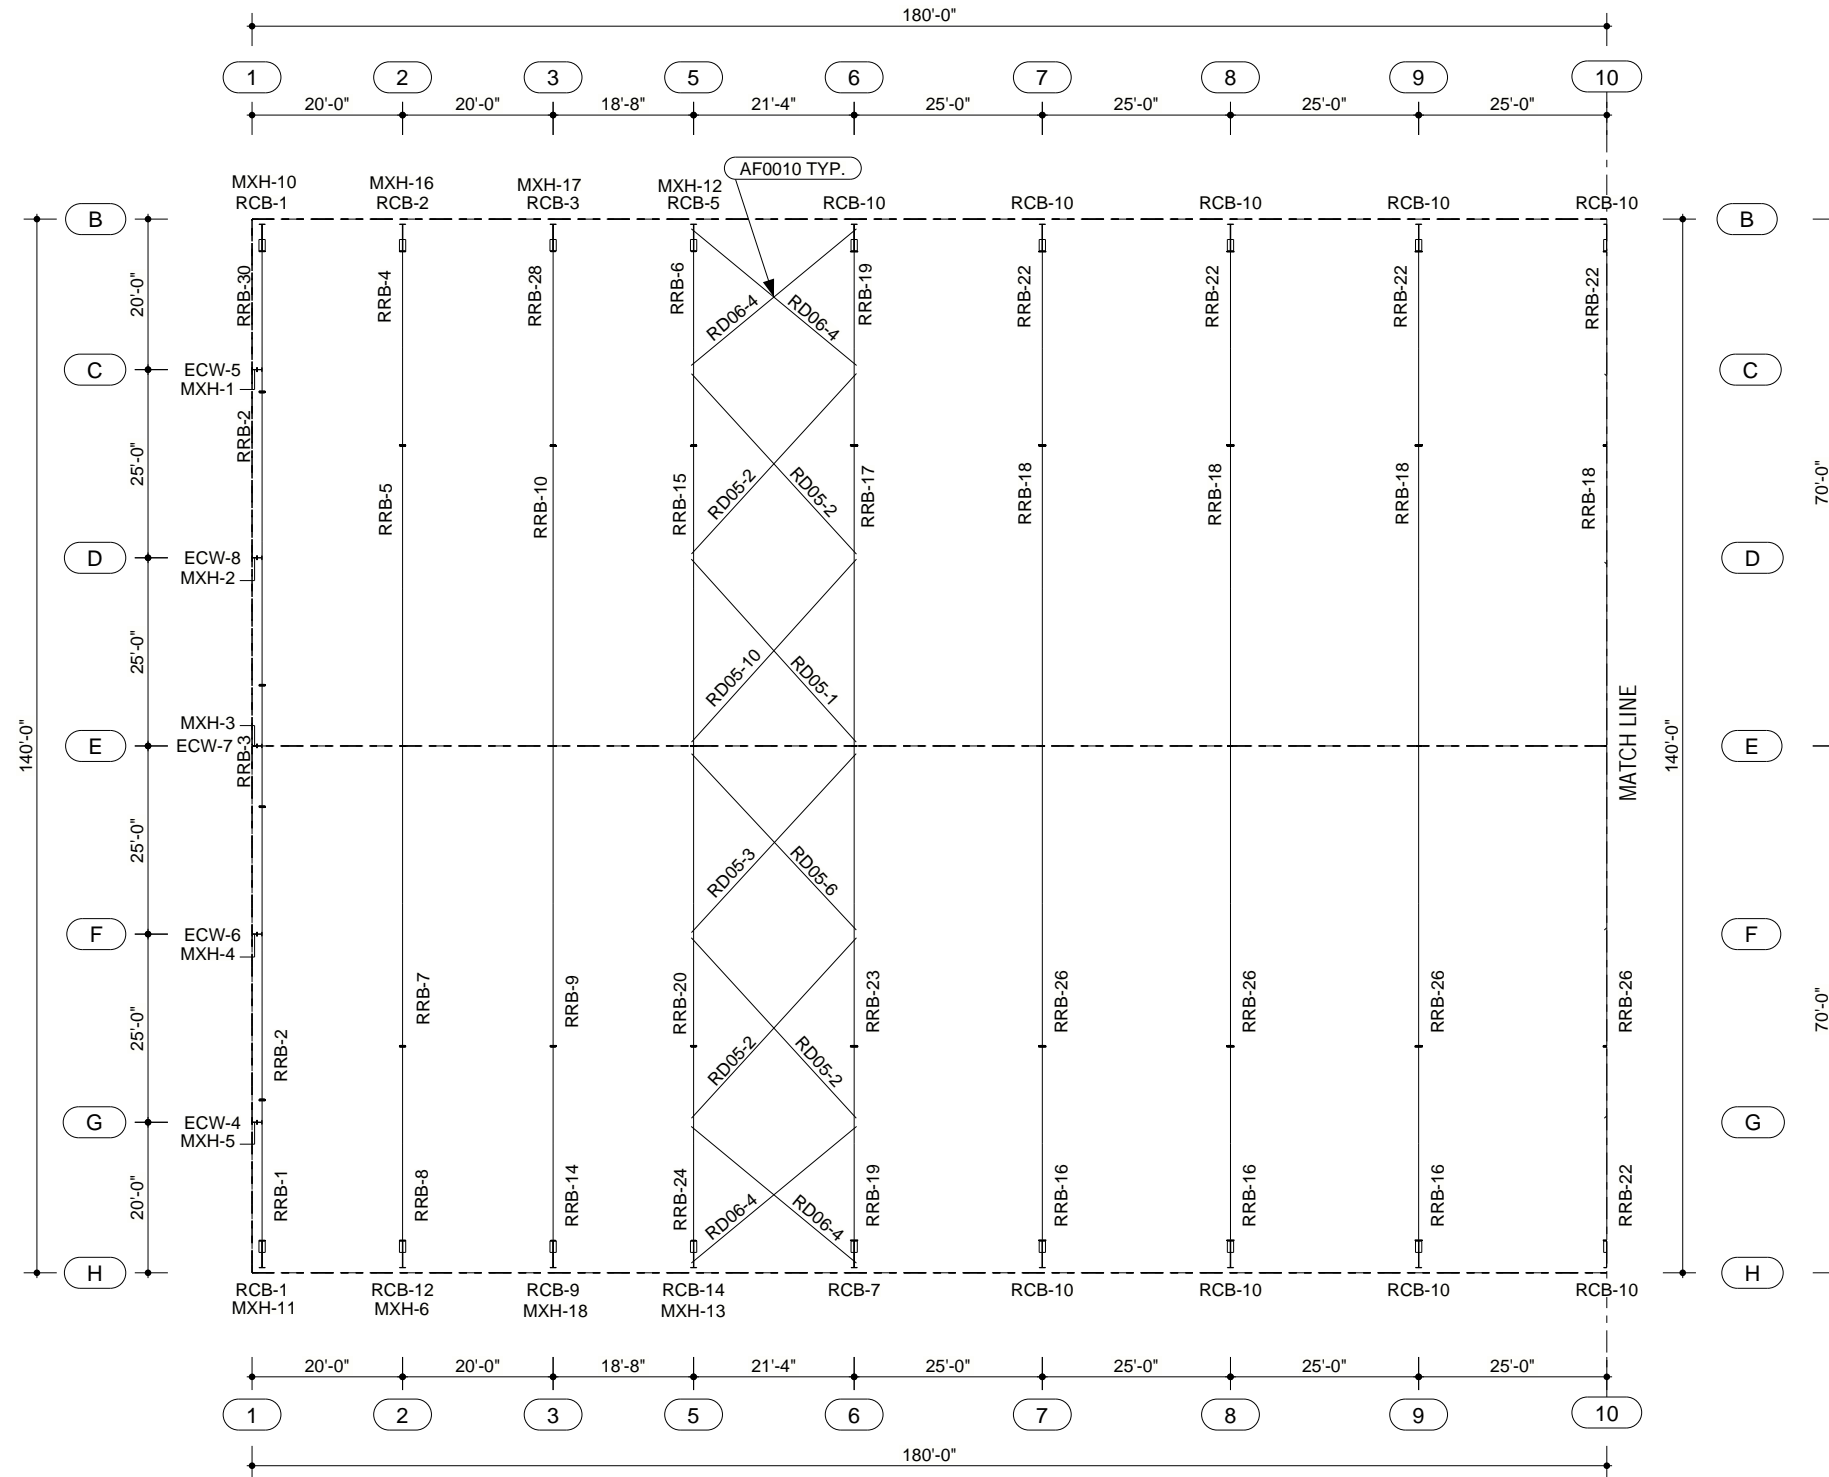 180'-0"
1 2 3 5 6 7 8 9 10
20'-0" 20'-0" 18'-8" 21'-4" 25'-0" 25'-0" 25'-0" 25'-0"
AF0010 TYP.
MXH-10 MXH-16 MXH-17 MXH-12
RCB-1 RCB-2 RCB-3 RCB-5 RCB-10 RCB-10 RCB-10 RCB-10 RCB-10
B B
20'-0" RRB-30 RRB-4 RRB-28 RRB-6 RRB-19 RRB-22 RRB-22 RRB-22 RRB-22
RD06-4 RD06-4
C ECW-5 C
MXH-1
RRB-2
25'-0" RRB-5 RRB-10 RRB-15 RD05-2 RD05-2 RRB-17 RRB-18 RRB-18 RRB-18 RRB-18 70'-0"
D ECW-8 D
MXH-2
25'-0" RD05-10 RD05-1
MXH-3
E ECW-7 E
RRB-3
140'-0" MATCH LINE 140'-0"
25'-0" RD05-3 RD05-6
F ECW-6 F
MXH-4
25'-0" RRB-7 RRB-9 RRB-20 RRB-23 RRB-26 RRB-26 RRB-26 RRB-26 70'-0"
RRB-2 RD05-2 RD05-2
G ECW-4 G
MXH-5
20'-0" RRB-1 RRB-8 RRB-14 RRB-24 RRB-19 RRB-16 RRB-16 RRB-16 RRB-22
RD06-4 RD06-4
H H
RCB-1 RCB-12 RCB-9 RCB-14 RCB-7 RCB-10 RCB-10 RCB-10 RCB-10
MXH-11 MXH-6 MXH-18 MXH-13
20'-0" 20'-0" 18'-8" 21'-4" 25'-0" 25'-0" 25'-0" 25'-0"
1 2 3 5 6 7 8 9 10
180'-0"